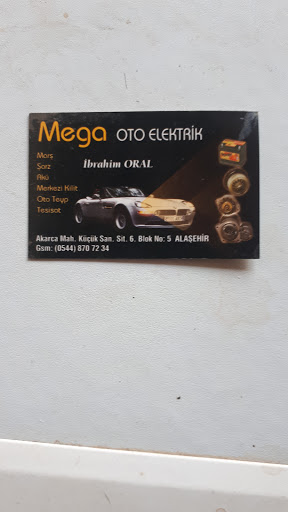 Mega OTO ELEKTRİK
İbrahim ORAL
Marş
Şarz
Akü
Merkezi Kilit
Oto Teyp
Tesisat
Akarca Mah. Küçük San. Sit. 6. Blok No: 5 ALAŞEHİR
Gsm: (0544) 870 72 34